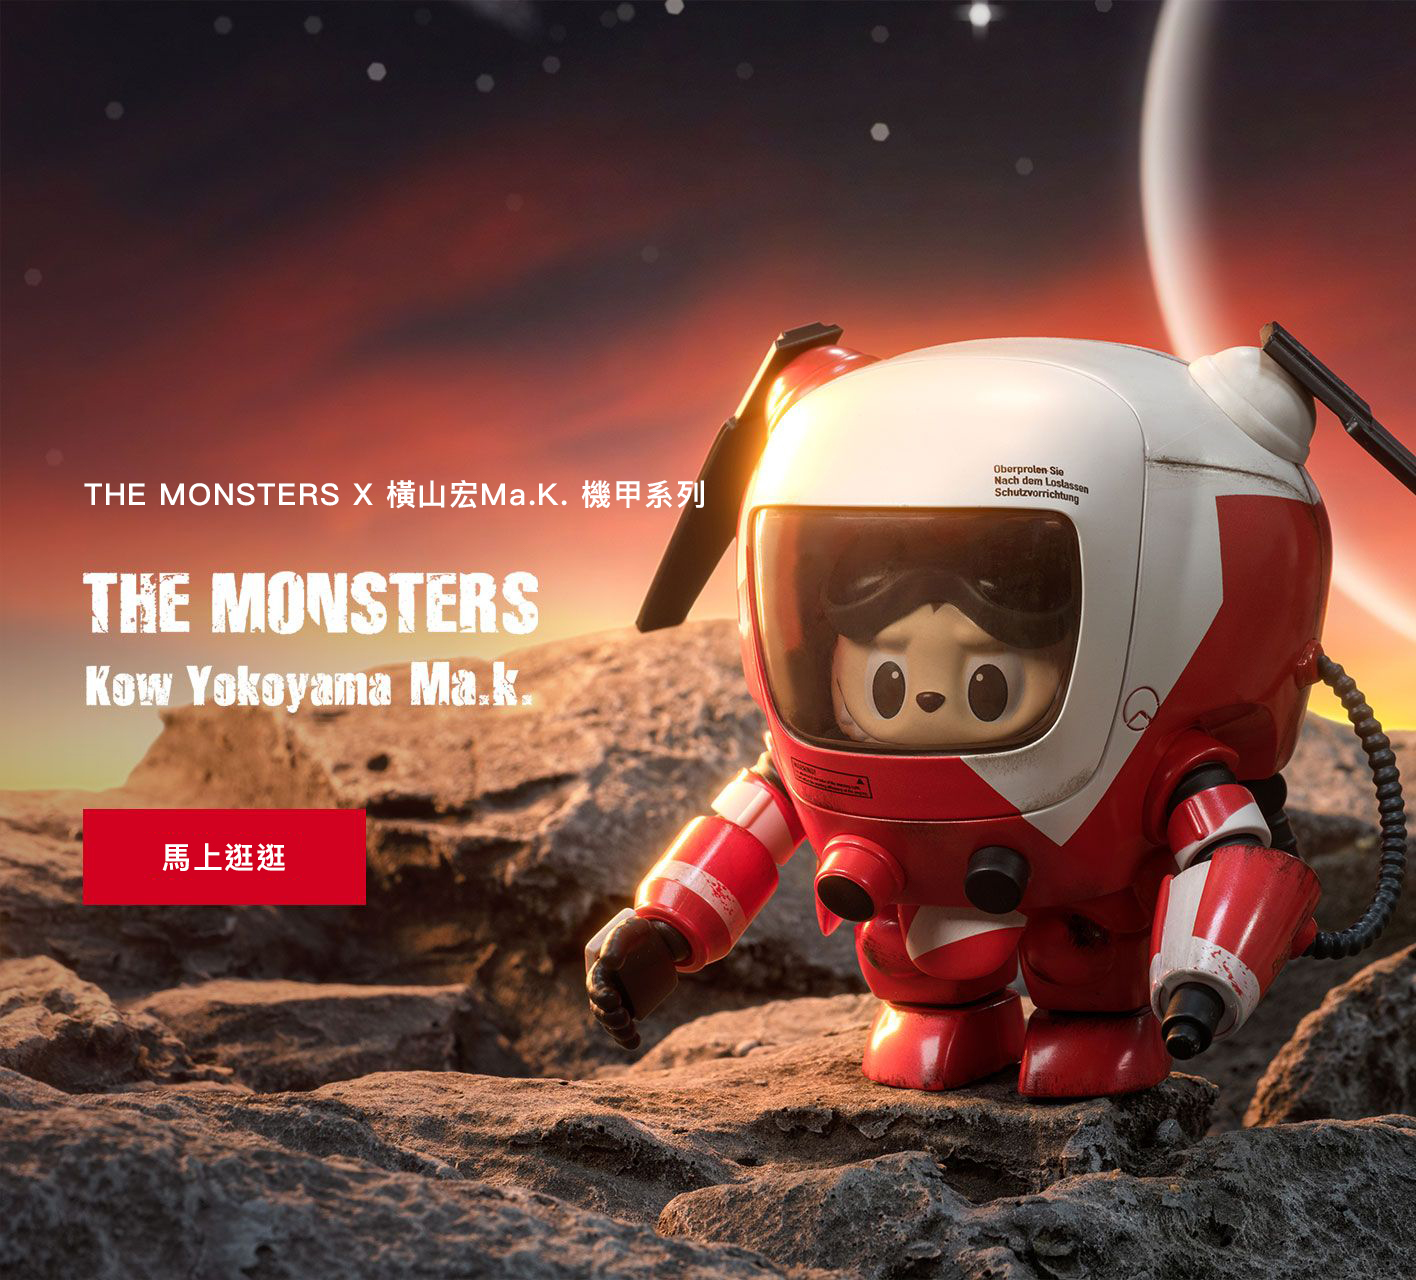 THE MONSTERS X 橫山宏Ma.K. 機甲系列
THE MONSTERS
Kow Yokoyama Ma.k.
馬上逛逛
Oberprolen Sie
Nach dem Loslassen
Schutzvorrichtung
WARNING!